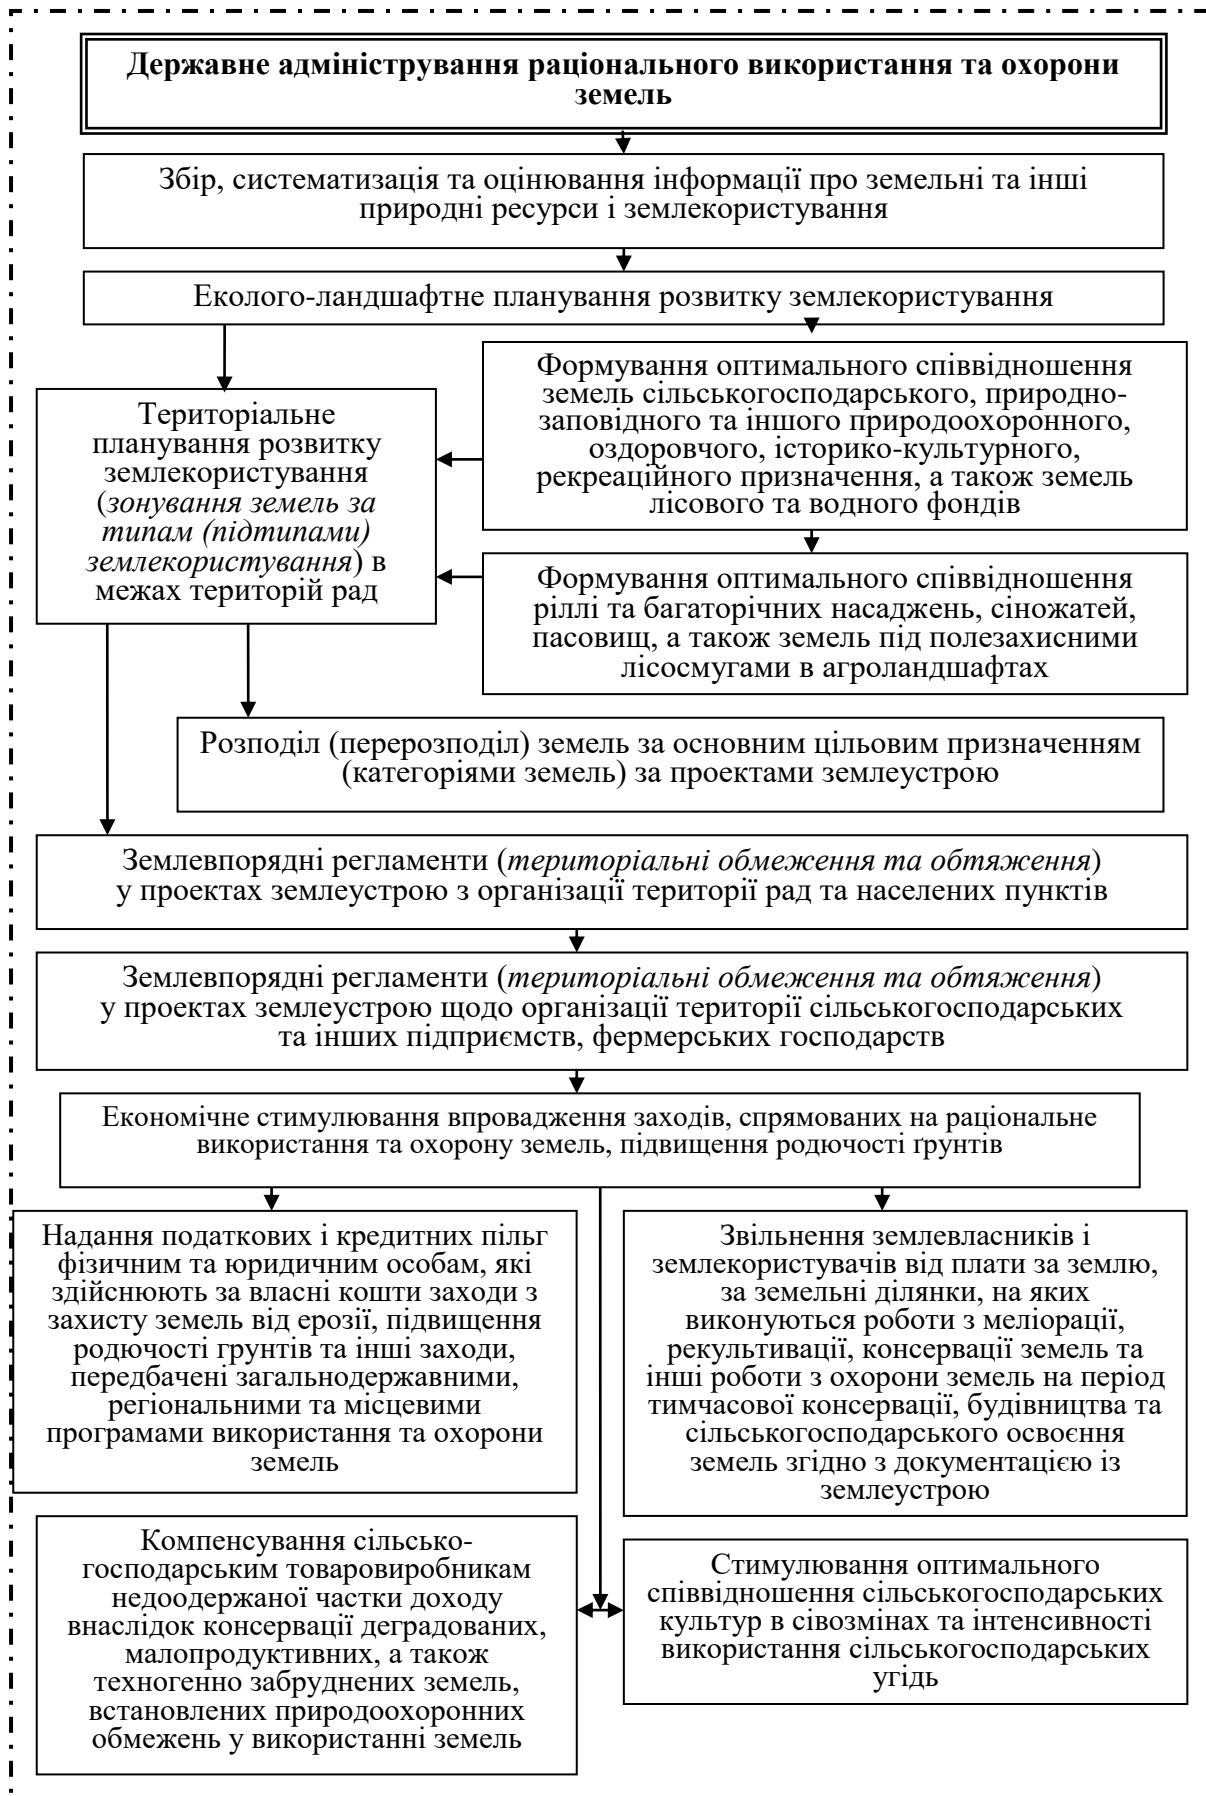 Державне адміністрування раціонального використання та охорони
земель
Збір, систематизація та оцінювання інформації про земельні та інші
природні ресурси і землекористування
Еколого-ландшафтне планування розвитку землекористування
Формування оптимального співвідношення
земель сільськогосподарського, природно-
заповідного та іншого природоохоронного,
оздоровчого, історико-культурного,
рекреаційного призначення, а також земель
лісового та водного фондів
Територіальне
планування розвитку
землекористування
(зонування земель за
типам (підтипами)
землекористування) в
межах територій рад
Формування оптимального співвідношення
ріллі та багаторічних насаджень, сіножатей,
пасовищ, а також земель під полезахисними
лісосмугами в агроландшафтах
Розподіл (перерозподіл) земель за основним цільовим призначенням
(категоріями земель) за проектами землеустрою
Землевпорядні регламенти (територіальні обмеження та обтяження)
у проектах землеустрою з організації території рад та населених пунктів
Землевпорядні регламенти (територіальні обмеження та обтяження)
у проектах землеустрою щодо організації території сільськогосподарських
та інших підприємств, фермерських господарств
Економічне стимулювання впровадження заходів, спрямованих на раціональне
використання та охорону земель, підвищення родючості ґрунтів
Надання податкових і кредитних пільг
фізичним та юридичним особам, які
здійснюють за власні кошти заходи з
захисту земель від ерозії, підвищення
родючості грунтів та інші заходи,
передбачені загальнодержавними,
регіональними та місцевими
програмами використання та охорони
земель
Звільнення землевласників і
землекористувачів від плати за землю,
за земельні ділянки, на яких
виконуються роботи з меліорації,
рекультивації, консервації земель та
інші роботи з охорони земель на період
тимчасової консервації, будівництва та
сільськогосподарського освоєння
земель згідно з документацією із
землеустрою
Компенсування сільсько-
господарським товаровиробникам
недоодержаної частки доходу
внаслідок консервації деградованих,
малопродуктивних, а також
техногенно забруднених земель,
встановлених природоохоронних
обмежень у використанні земель
Стимулювання оптимального
співвідношення сільськогосподарських
культур в сівозмінах та інтенсивності
використання сільськогосподарських
угідь